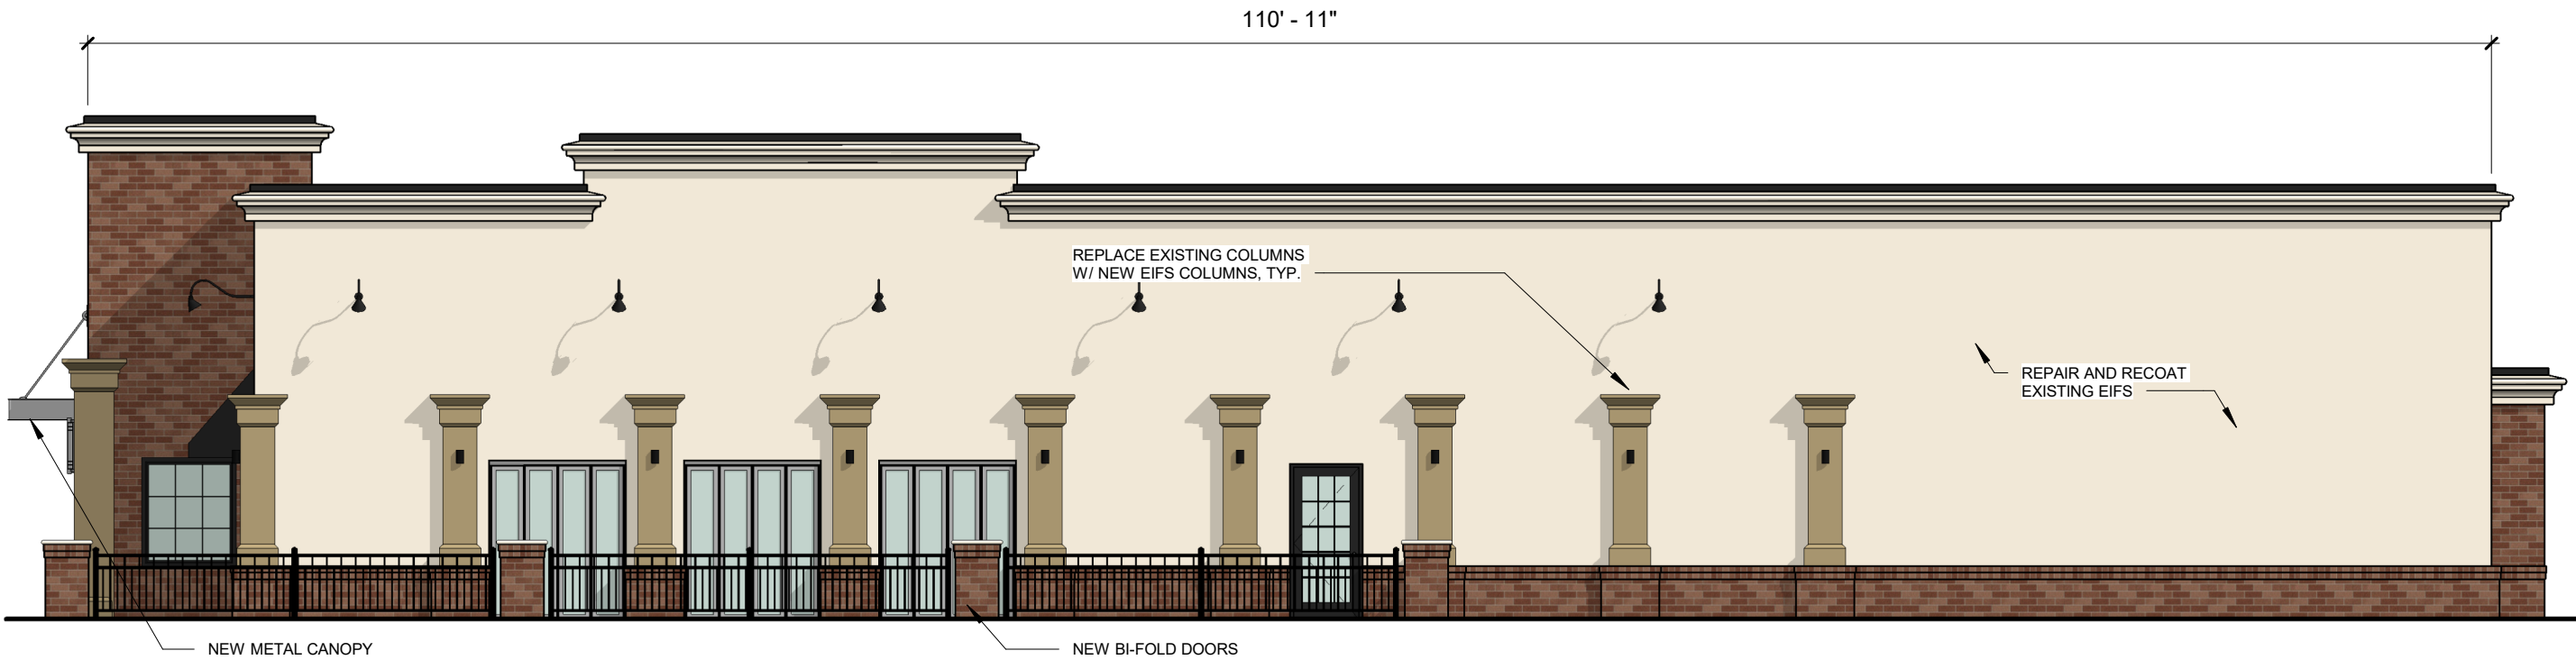 110' - 11"
REPLACE EXISTING COLUMNS
W/ NEW EIFS COLUMNS, TYP.
REPAIR AND RECOAT
EXISTING EIFS
NEW METAL CANOPY
NEW BI-FOLD DOORS